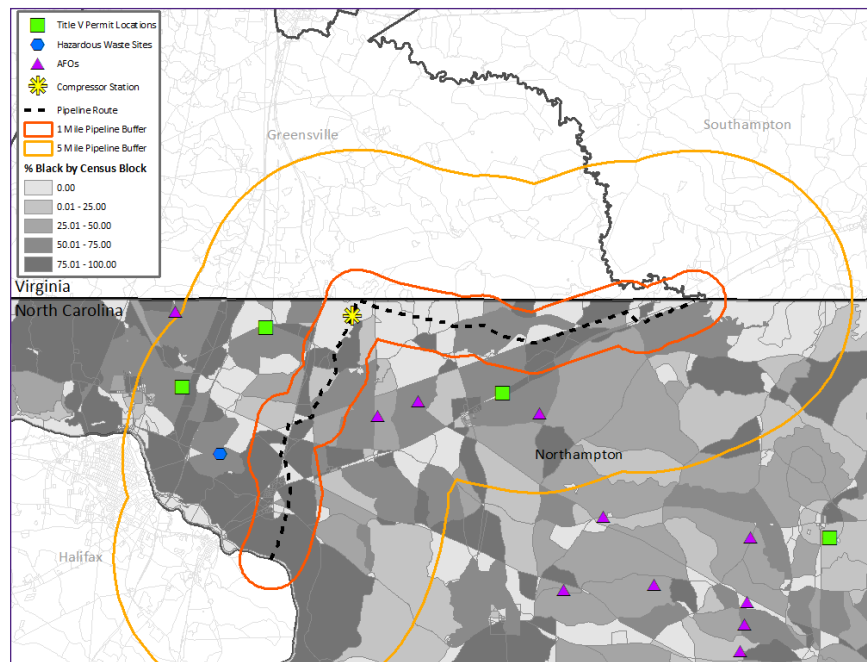 Title V Permit Locations
Hazardous Waste Sites
AFOs
Compressor Station
Pipeline Route
1 Mile Pipeline Buffer
5 Mile Pipeline Buffer
% Black by Census Block
0.00
0.01 - 25.00
25.01 - 50.00
50.01 - 75.00
75.01 - 100.00
Greensville
Southampton
Virginia
North Carolina
Northampton
Halifax